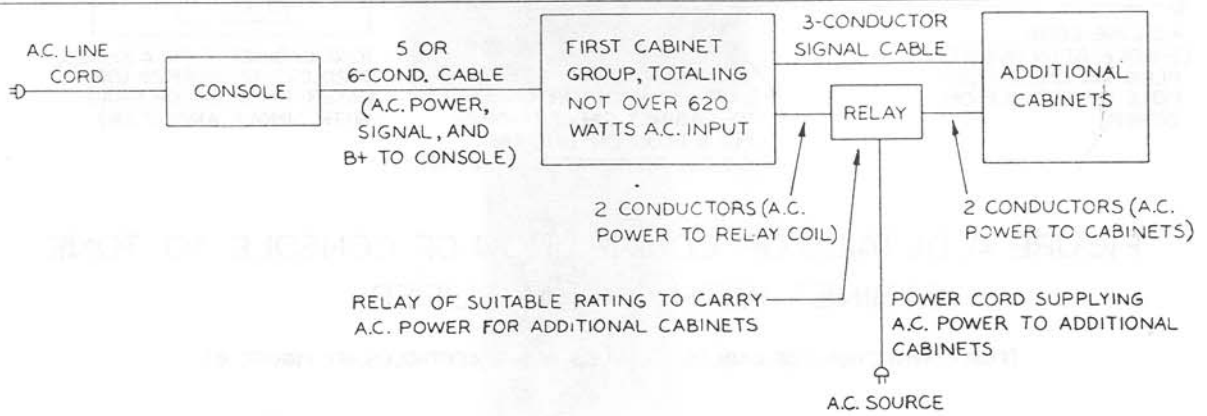 A.C. LINE
CORD
CONSOLE
5 OR
6-COND. CABLE
(A.C. POWER,
SIGNAL, AND
B+ TO CONSOLE)
FIRST CABINET
GROUP, TOTALING
NOT OVER 620
WATTS A.C. INPUT
3-CONDUCTOR
SIGNAL CABLE
RELAY
ADDITIONAL
CABINETS
2 CONDUCTORS (A.C.
POWER TO RELAY COIL)
2 CONDUCTORS (A.C.
POWER TO CABINETS)
RELAY OF SUITABLE RATING TO CARRY
A.C. POWER FOR ADDITIONAL CABINETS
POWER CORD SUPPLYING
A.C. POWER TO ADDITIONAL
CABINETS
A.C. SOURCE